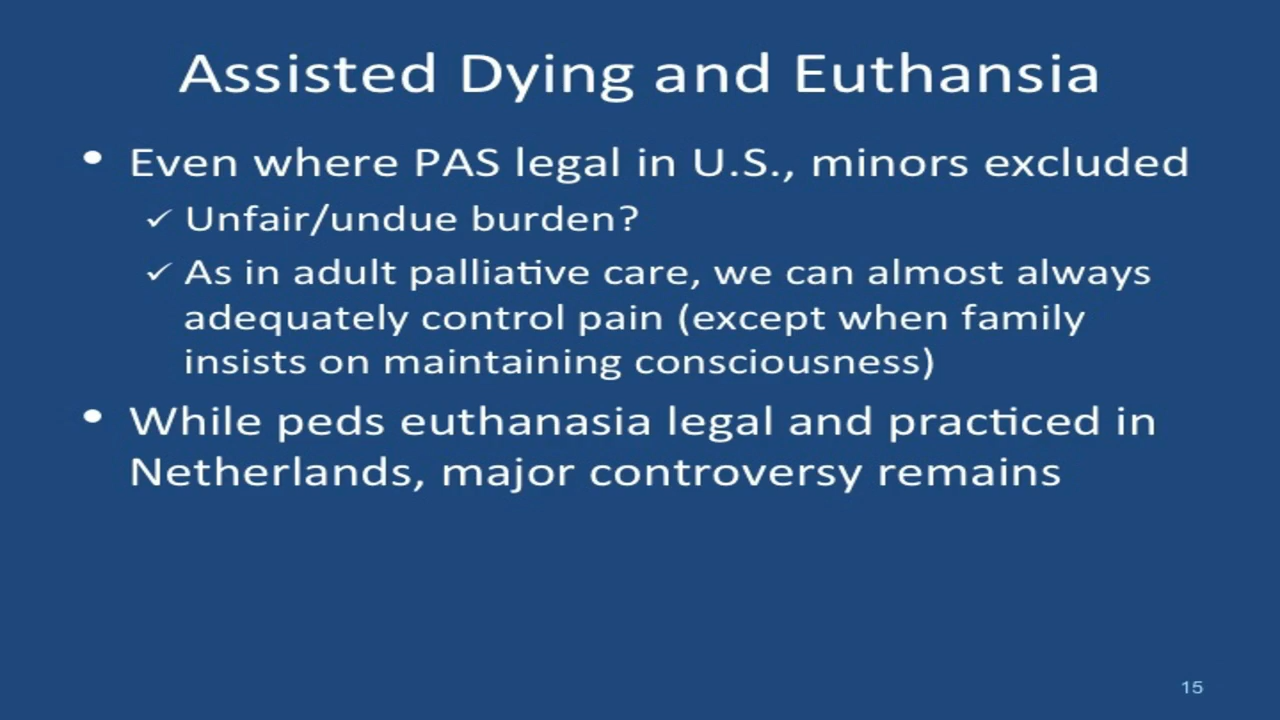 Assisted Dying and Euthansia
• Even where PAS legal in U.S., minors excluded
✓ Unfair/undue burden?
✓ As in adult palliative care, we can almost always
adequately control pain (except when family
insists on maintaining consciousness)
• While peds euthanasia legal and practiced in
Netherlands, major controversy remains
15